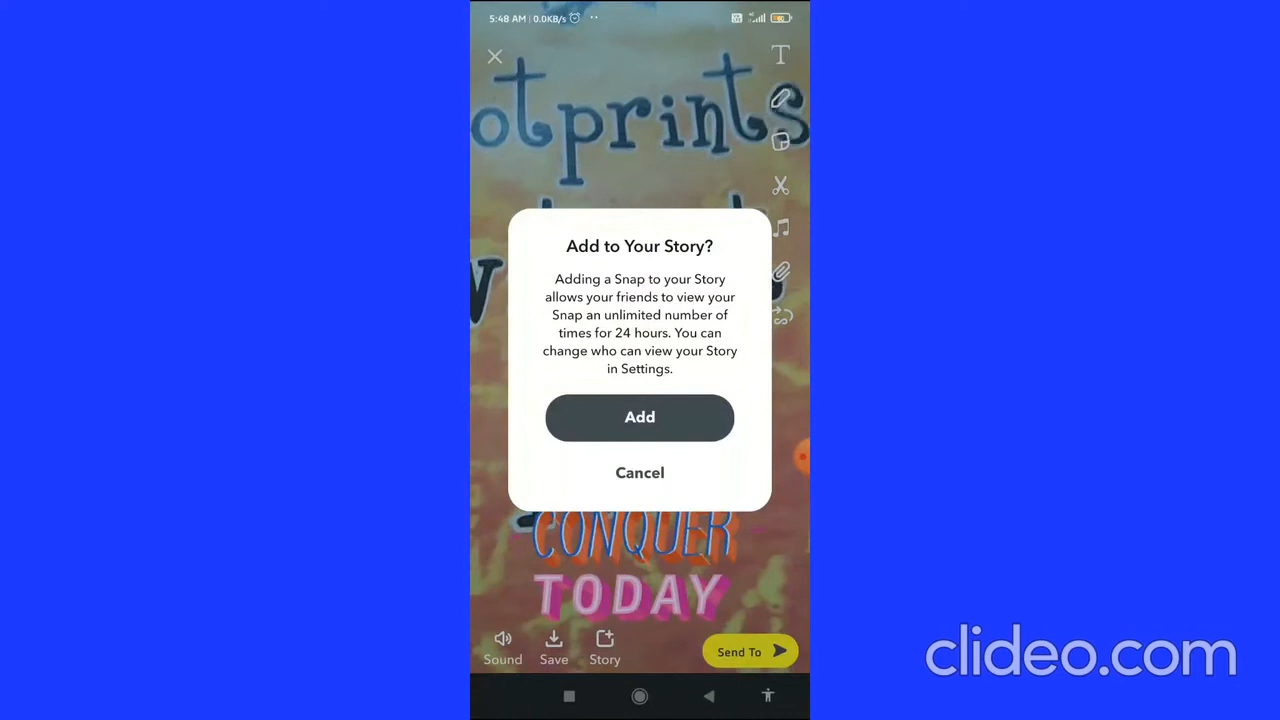 5:48 AM | 0.0KB/s
otprints
Add to Your Story?
Adding a Snap to your Story
allows your friends to view your
Snap an unlimited number of
times for 24 hours. You can
change who can view your Story
in Settings.
Add
Cancel
CONQUER
TODAY
Sound
Save
Story
Send To
clideo.com